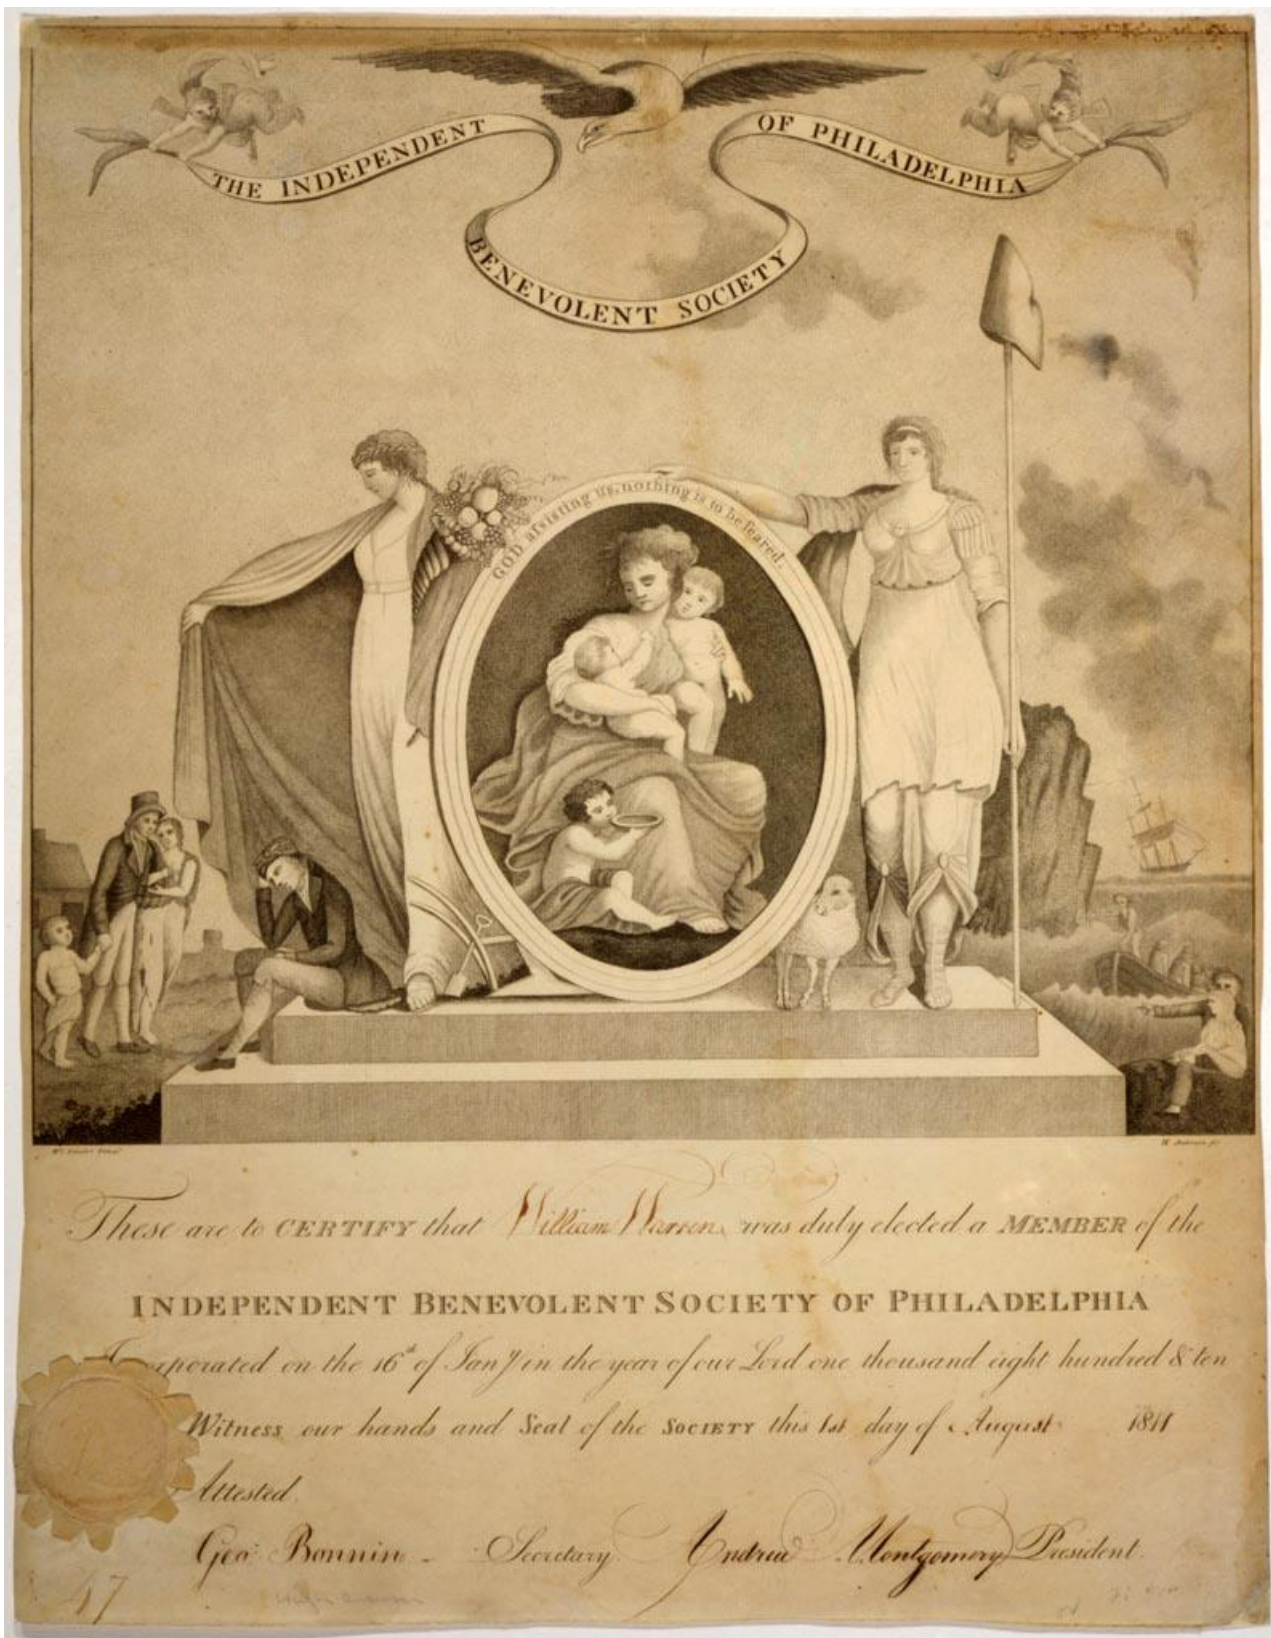 THE INDEPENDENT
BENEVOLENT SOCIETY
OF PHILADELPHIA
GOD assisting us, nothing is to be feared.
These are to CERTIFY that William Warren was duly elected a MEMBER of the
INDEPENDENT BENEVOLENT SOCIETY OF PHILADELPHIA
Incorporated on the 16th of Jany in the year of our Lord one thousand eight hundred & ten
Witness our hands and Seal of the SOCIETY this 1st day of August 1811
Attested
Geo: Bonnin - Secretary Andrew Montgomery President.
47